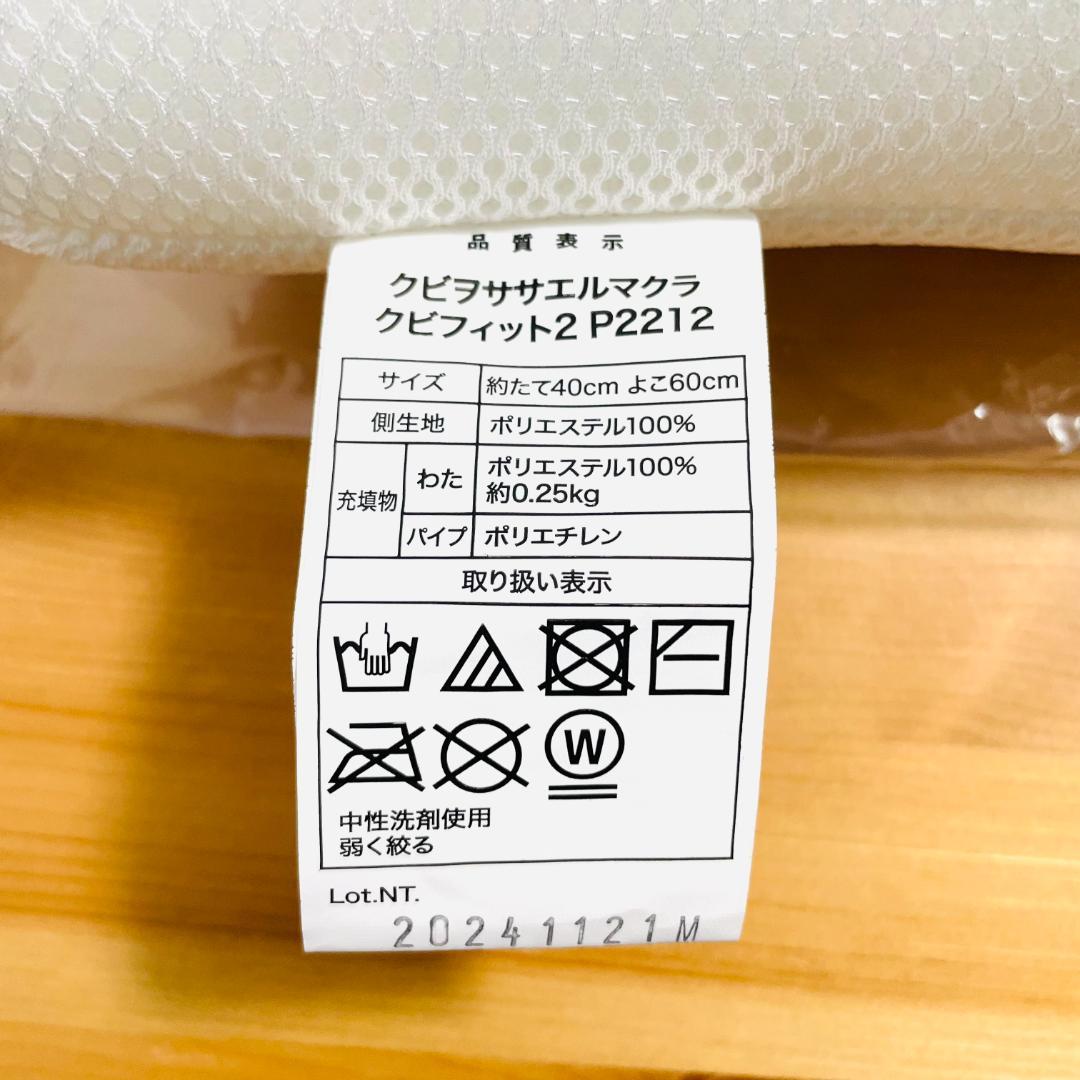 品質表示
クビヲササエルマクラ
クビフィット2 P2212
サイズ 約たて40cm よこ60cm
側生地 ポリエステル100%
充填物 わた ポリエステル100%
約0.25kg
パイプ ポリエチレン
取り扱い表示
W
中性洗剤使用
弱く絞る
Lot.NT.
20241121M